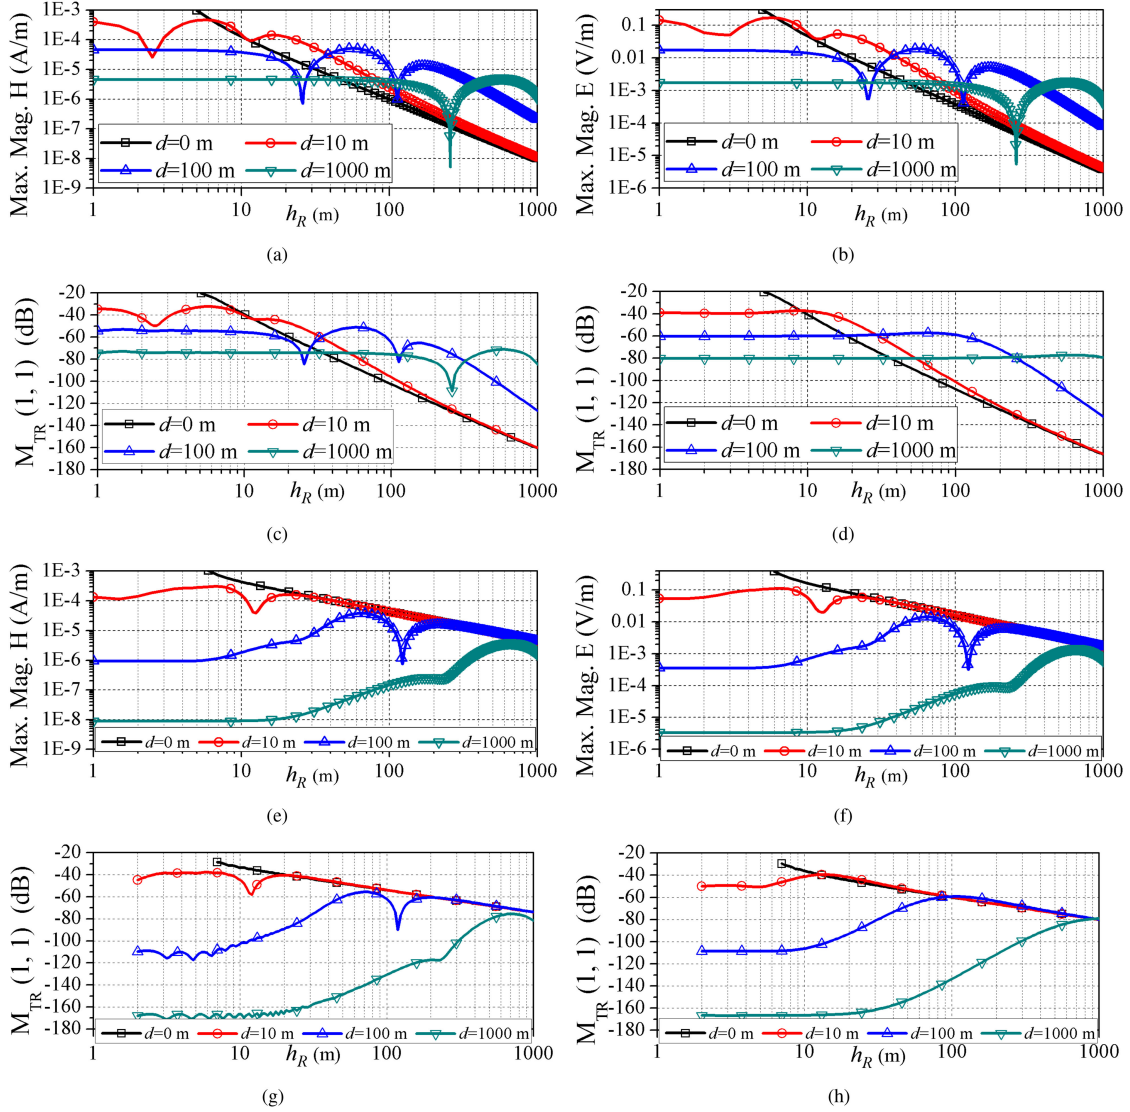 Max. Mag. H (A/m)
1E-3
1E-4
1E-5
1E-6
1E-7
1E-8
1E-9
d=0 m d=10 m
d=100 m d=1000 m
1 10 100 1000
h_R (m)
(a)
Max. Mag. E (V/m)
0.1
0.01
1E-3
1E-4
1E-5
1E-6
d=0 m d=10 m
d=100 m d=1000 m
1 10 100 1000
h_R (m)
(b)
M_TR (1, 1) (dB)
-20
-40
-60
-80
-100
-120
-140
-160
-180
d=0 m d=10 m
d=100 m d=1000 m
1 10 100 1000
h_R (m)
(c)
M_TR (1, 1) (dB)
-20
-40
-60
-80
-100
-120
-140
-160
-180
d=0 m d=10 m
d=100 m d=1000 m
1 10 100 1000
h_R (m)
(d)
Max. Mag. H (A/m)
1E-3
1E-4
1E-5
1E-6
1E-7
1E-8
1E-9
d=0 m d=10 m d=100 m d=1000 m
1 10 100 1000
h_R (m)
(e)
Max. Mag. E (V/m)
0.1
0.01
1E-3
1E-4
1E-5
1E-6
d=0 m d=10 m d=100 m d=1000 m
1 10 100 1000
h_R (m)
(f)
M_TR (1, 1) (dB)
-20
-40
-60
-80
-100
-120
-140
-160
-180
d=0 m d=10 m d=100 m d=1000 m
1 10 100 1000
h_R (m)
(g)
M_TR (1, 1) (dB)
-20
-40
-60
-80
-100
-120
-140
-160
-180
d=0 m d=10 m d=100 m d=1000 m
1 10 100 1000
h_R (m)
(h)